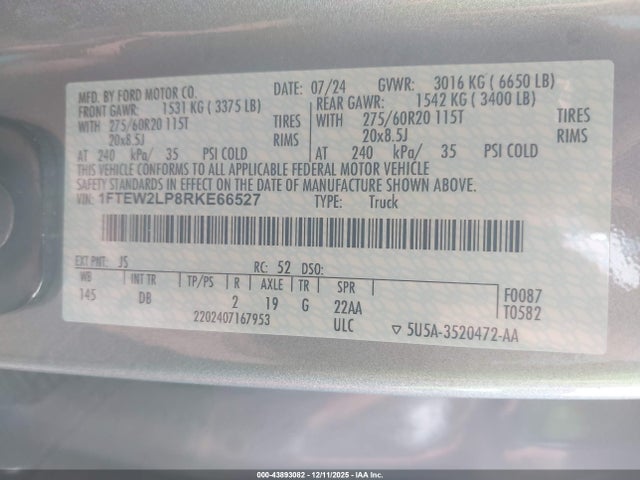 MFD. BY FORD MOTOR CO. DATE: 07/24 GVWR: 3016 KG ( 6650 LB)
FRONT GAWR: 1531 KG ( 3375 LB) REAR GAWR: 1542 KG ( 3400 LB)
WITH 275/60R20 115T TIRES WITH 275/60R20 115T TIRES
20x8.5J RIMS 20x8.5J RIMS
AT 240 kPa/ 35 PSI COLD AT 240 kPa/ 35 PSI COLD
THIS VEHICLE CONFORMS TO ALL APPLICABLE FEDERAL MOTOR VEHICLE
SAFETY STANDARDS IN EFFECT ON THE DATE OF MANUFACTURE SHOWN ABOVE.
VIN: 1FTEW2LP8RKE66527 TYPE: Truck
EXT PNT: JS RC: 52 DSO:
WB INT TR TP/PS R AXLE TR SPR F0087
145 DB 2 19 G 22AA T0582
2202407167953 ULC ▽ 5U5A-3520472-AA
000-43893082 - 12/11/2025 - IAA Inc.